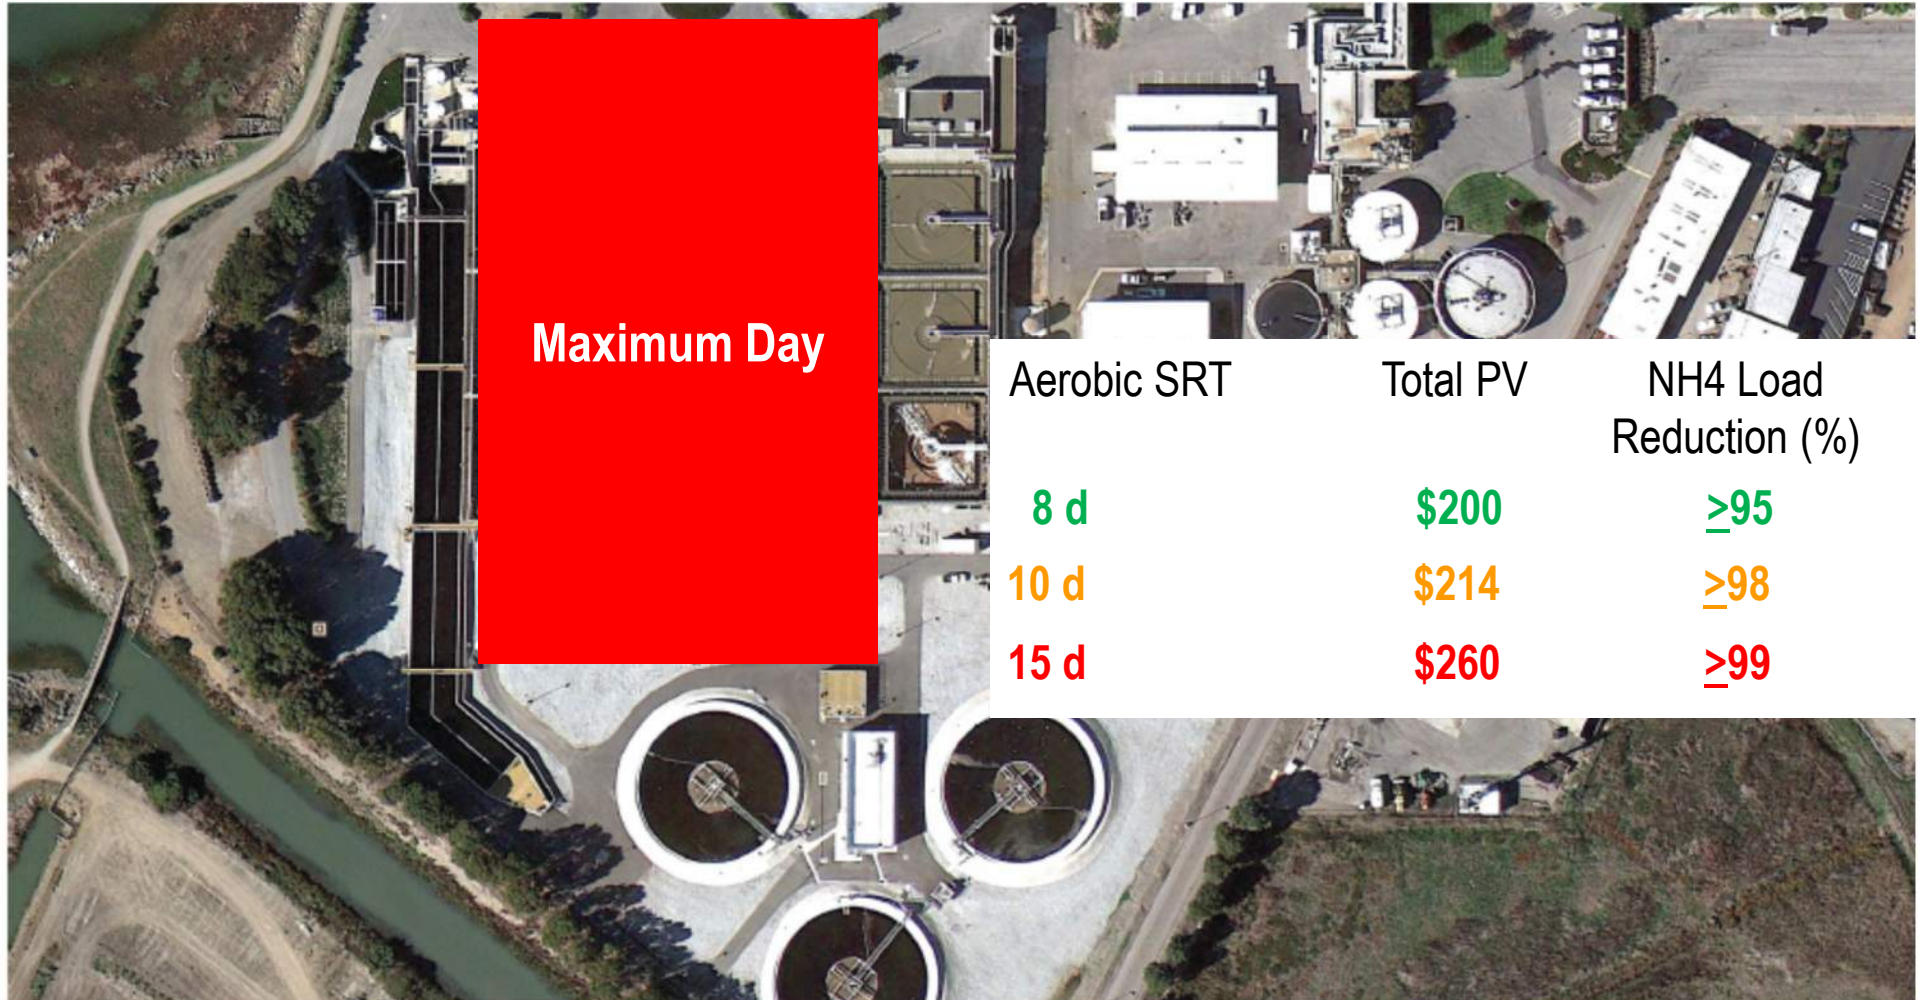 Maximum Day
Aerobic SRT Total PV NH4 Load
Reduction (%)
8 d $200 ≥95
10 d $214 ≥98
15 d $260 ≥99